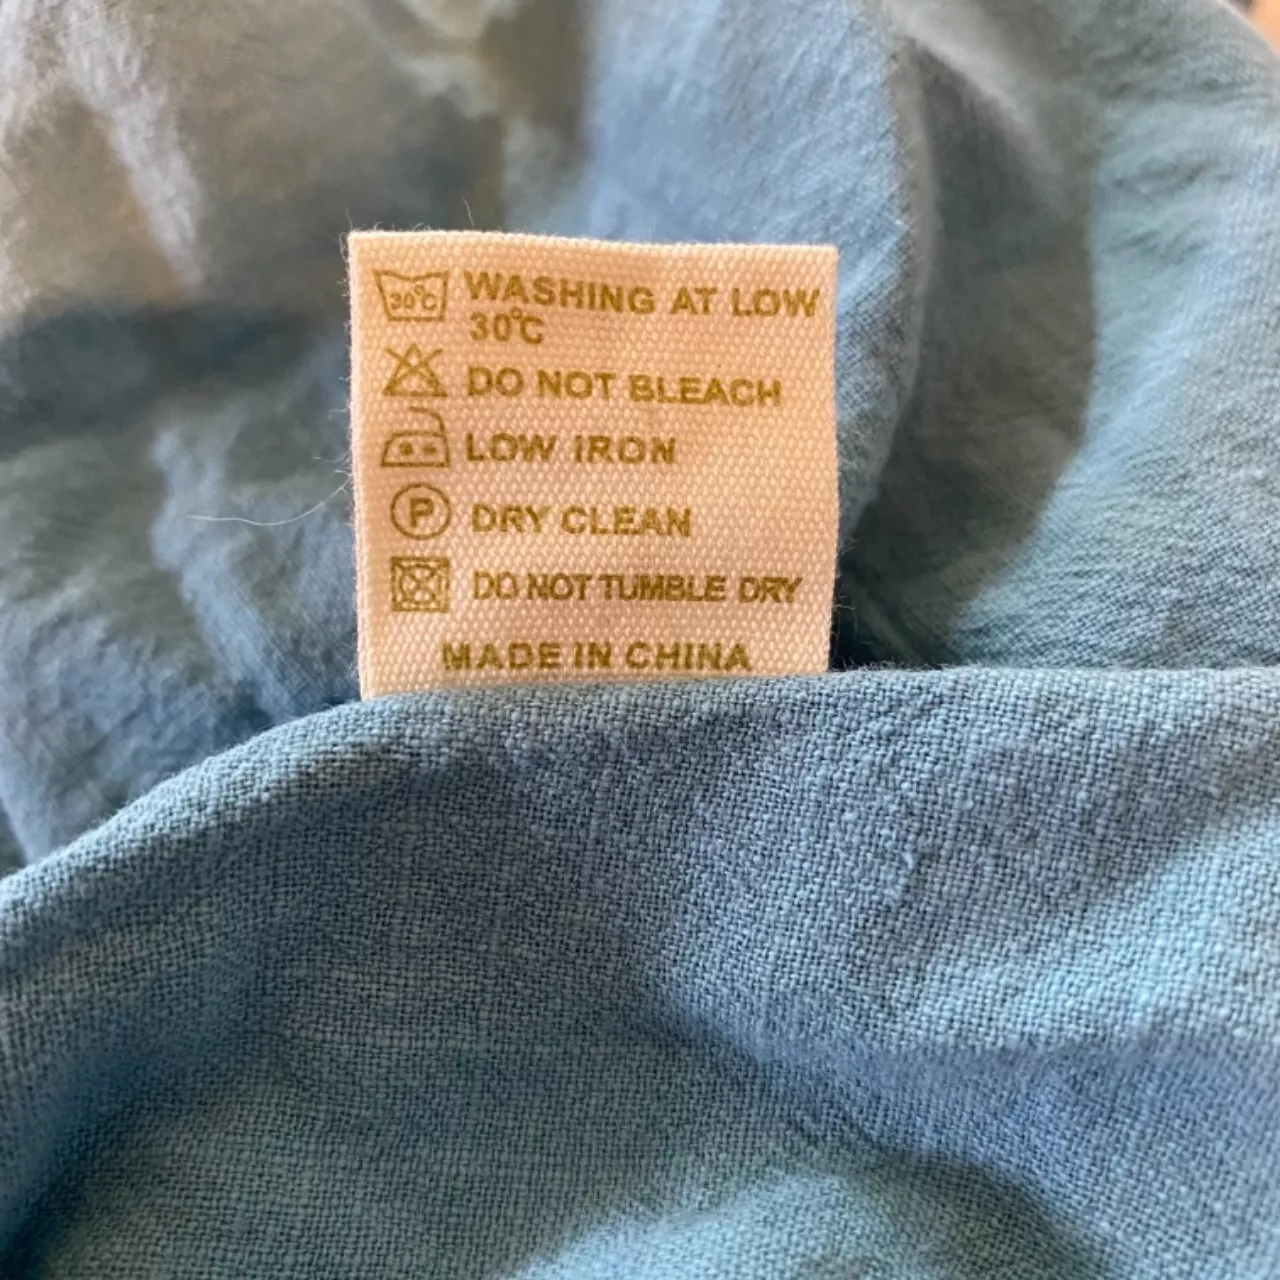 30°C WASHING AT LOW
30°C
DO NOT BLEACH
LOW IRON
P DRY CLEAN
DO NOT TUMBLE DRY
MADE IN CHINA